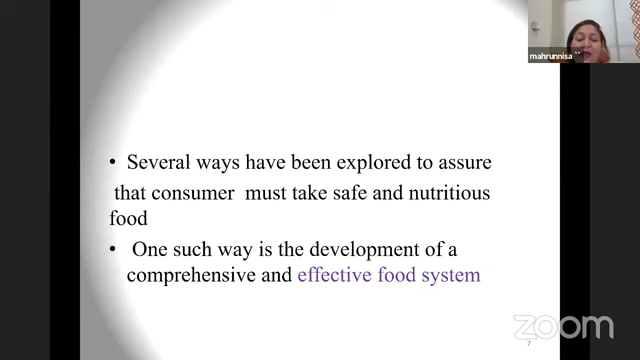 mahrunnisa
• Several ways have been explored to assure
that consumer must take safe and nutritious
food
• One such way is the development of a
comprehensive and effective food system
zoom
7